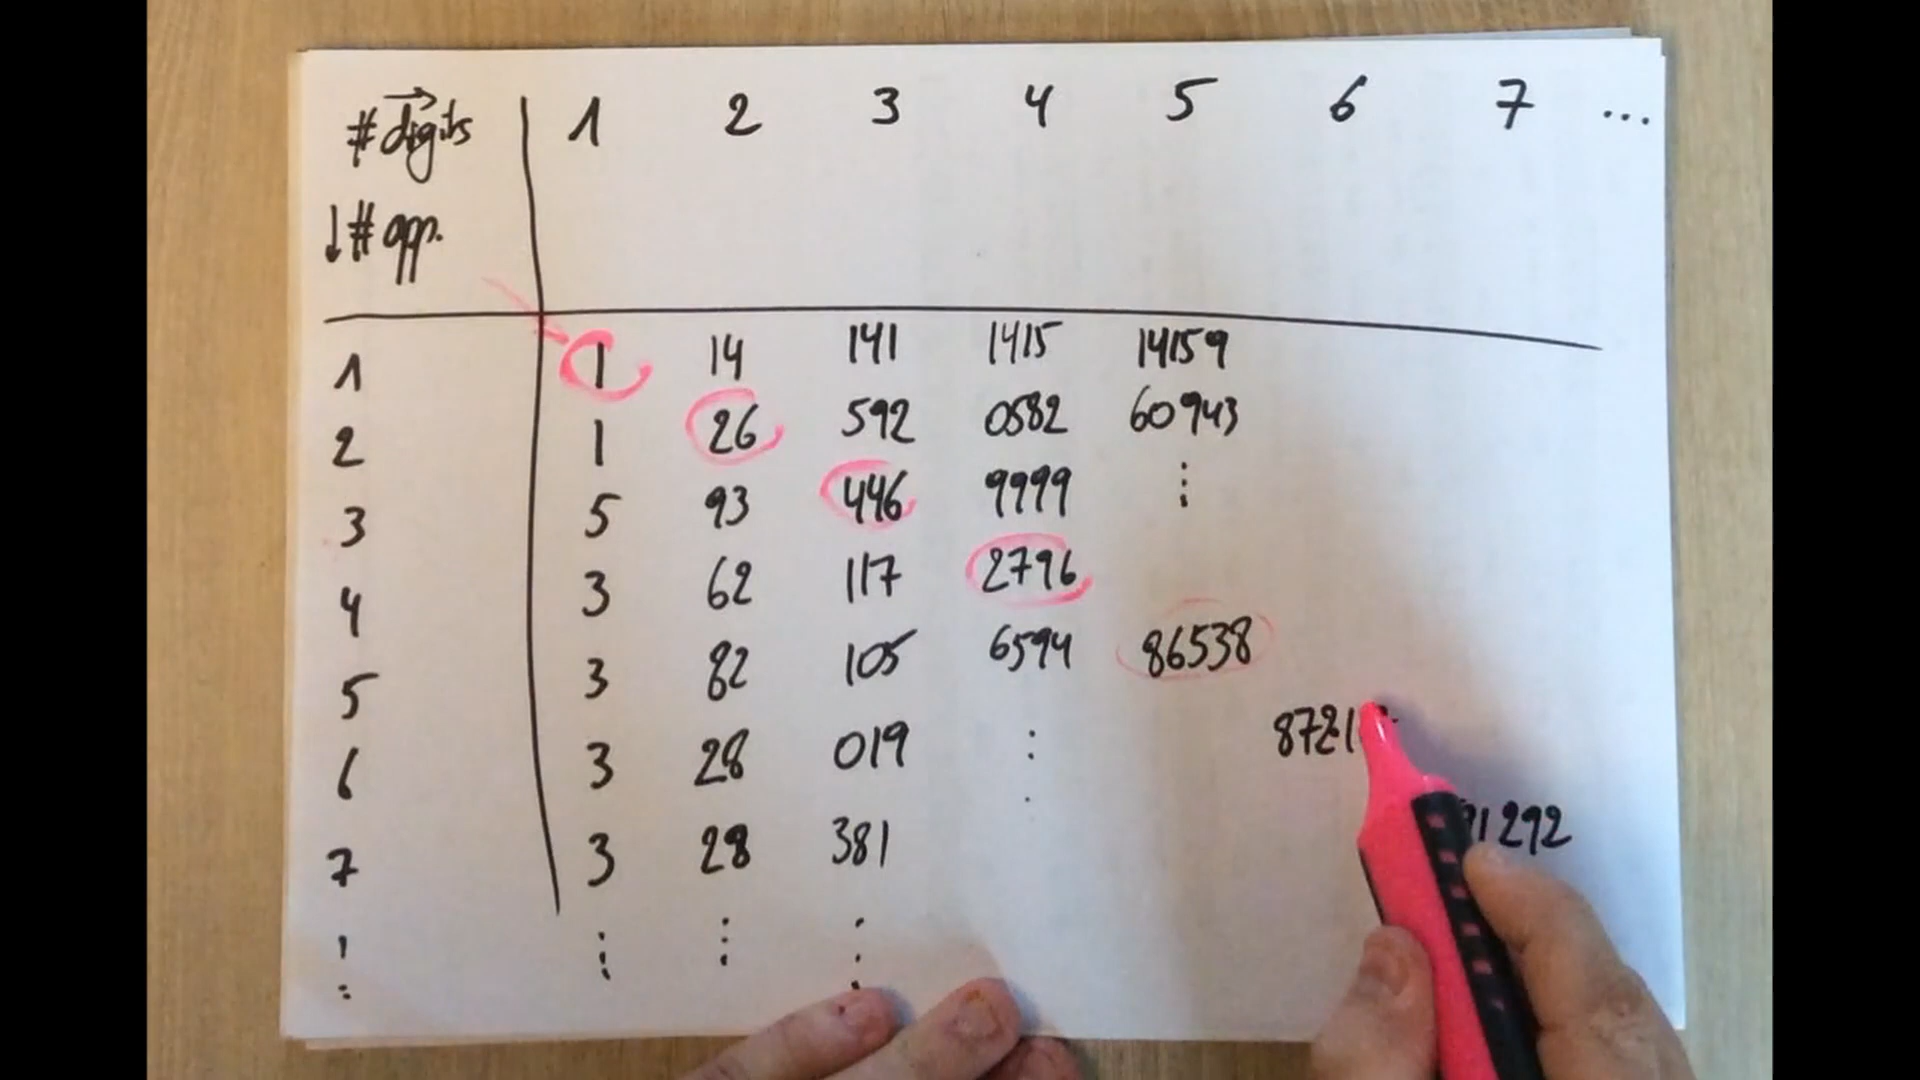 # digits 1 2 3 4 5 6 7 ...
↓ # app.
1 1 14 141 1415 14159
2 1 26 592 0582 60943
3 5 93 446 9999 ⋮
4 3 62 117 2796
5 3 82 105 6594 86538
6 3 28 019 ⋮ 8721
7 3 28 381 1292
⋮ ⋮ ⋮ ⋮